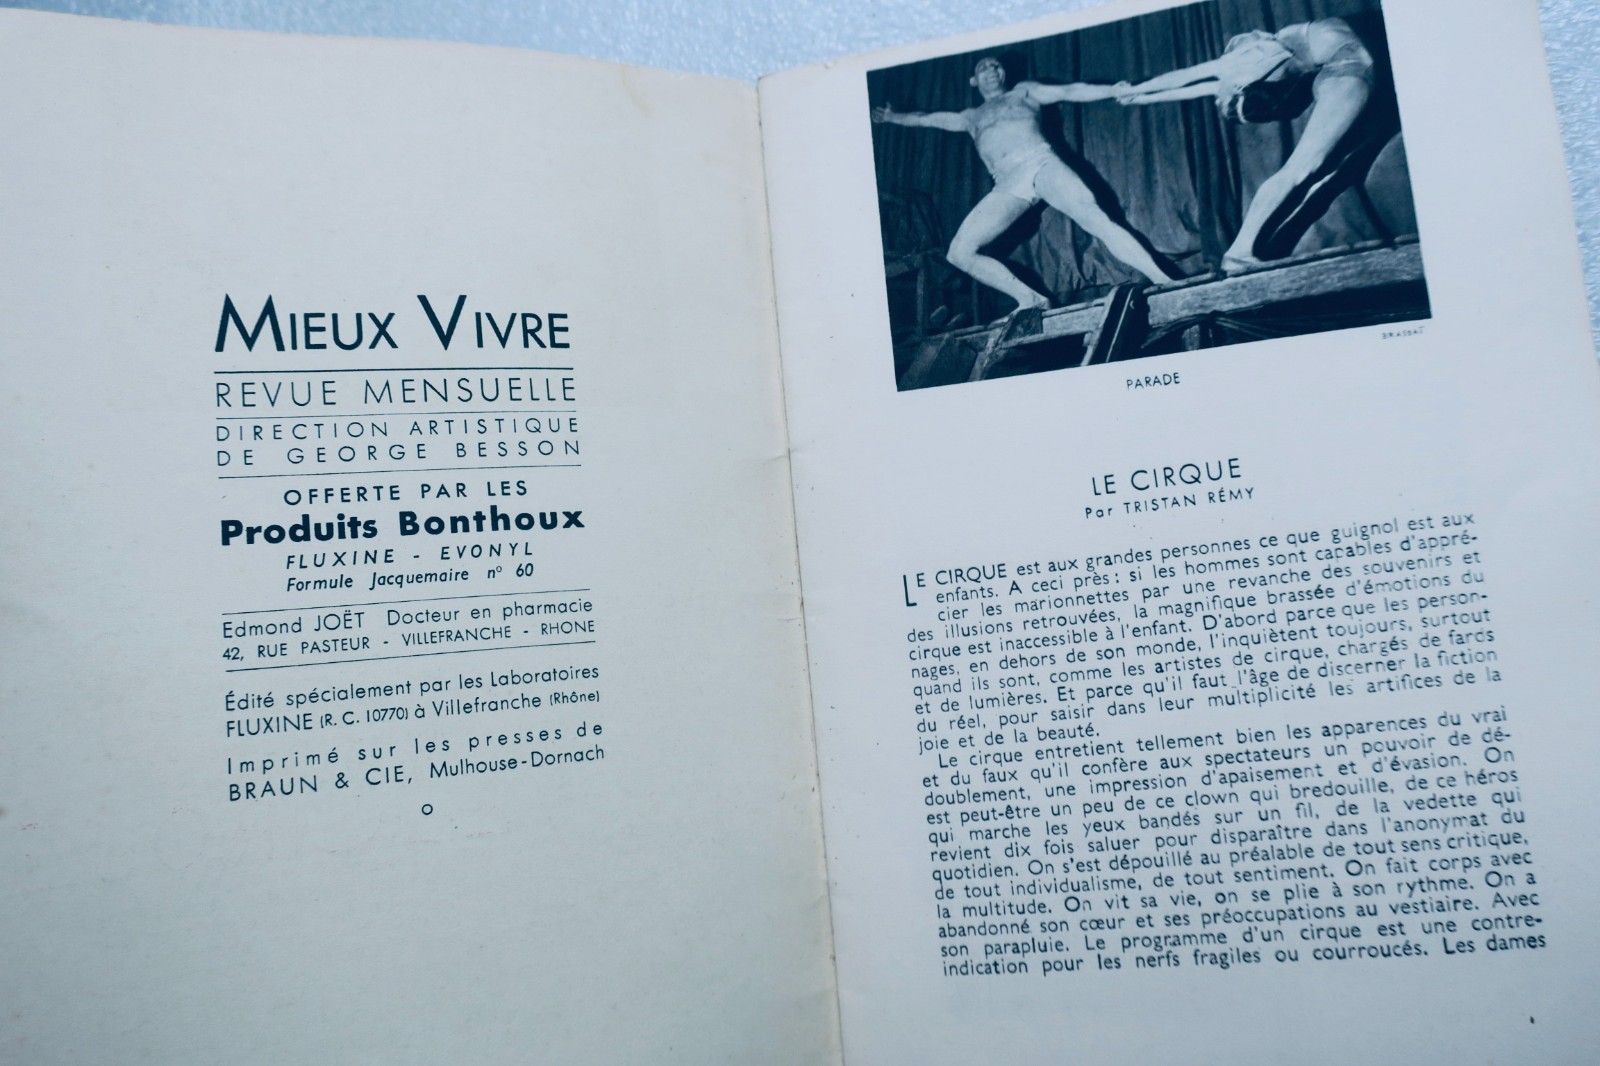 MIEUX VIVRE
REVUE MENSUELLE
DIRECTION ARTISTIQUE
DE GEORGE BESSON
OFFERTE PAR LES
Produits Bonthoux
FLUXINE - EVONYL
Formule Jacquemaire n° 60
Edmond JOËT Docteur en pharmacie
42, RUE PASTEUR - VILLEFRANCHE - RHONE
Édité spécialement par les Laboratoires
FLUXINE (R. C. 10770) à Villefranche (Rhône)
Imprimé sur les presses de
BRAUN & CIE, Mulhouse-Dornach
BRASSAÏ
PARADE
LE CIRQUE
Par TRISTAN RÉMY
LE CIRQUE est aux grandes personnes ce que guignol est aux
enfants. A ceci près : si les hommes sont capables d'appré-
cier les marionnettes par une revanche des souvenirs et
des illusions retrouvées, la magnifique brassée d'émotions du
cirque est inaccessible à l'enfant. D'abord parce que les person-
nages, en dehors de son monde, l'inquiètent toujours, surtout
quand ils sont, comme les artistes de cirque, chargés de fards
et de lumières. Et parce qu'il faut l'âge de discerner la fiction
du réel, pour saisir dans leur multiplicité les artifices de la
joie et de la beauté.
Le cirque entretient tellement bien les apparences du vrai
et du faux qu'il confère aux spectateurs un pouvoir de dé-
doublement, une impression d'apaisement et d'évasion. On
est peut-être un peu de ce clown qui bredouille, de ce héros
qui marche les yeux bandés sur un fil, de la vedette qui
revient dix fois saluer pour disparaître dans l'anonymat du
quotidien. On s'est dépouillé au préalable de tout sens critique,
de tout individualisme, de tout sentiment. On fait corps avec
la multitude. On vit sa vie, on se plie à son rythme. On a
abandonné son cœur et ses préoccupations au vestiaire. Avec
son parapluie. Le programme d'un cirque est une contre-
indication pour les nerfs fragiles ou courroucés. Les dames